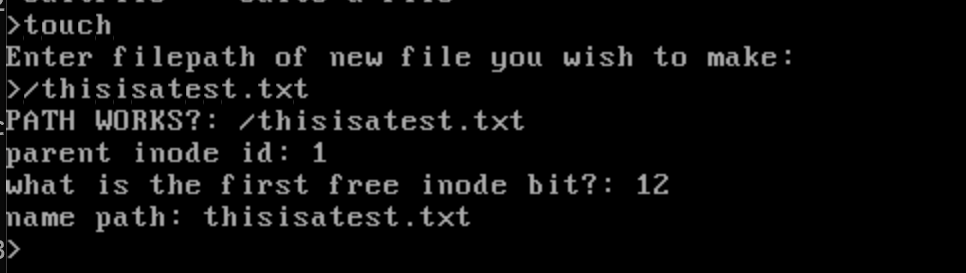 >touch
Enter filepath of new file you wish to make:
>/thisisatest.txt
PATH WORKS?: /thisisatest.txt
parent inode id: 1
what is the first free inode bit?: 12
name path: thisisatest.txt
>